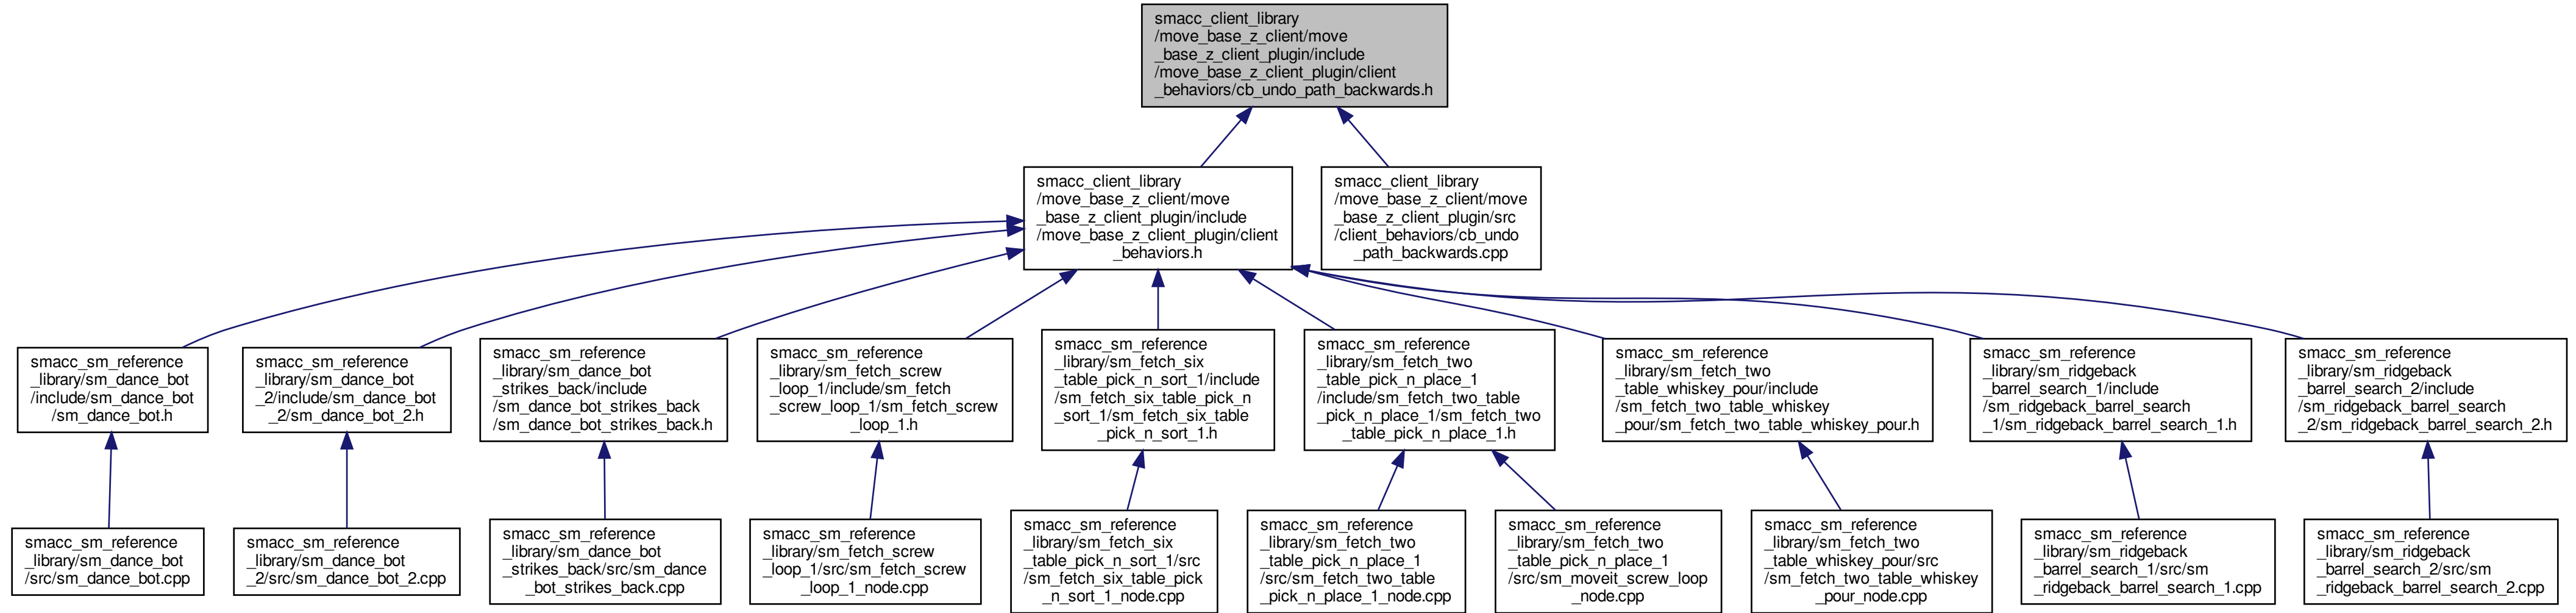 smacc_client_library
/move_base_z_client/move
_base_z_client_plugin/include
/move_base_z_client_plugin/client
_behaviors/cb_undo_path_backwards.h
smacc_client_library
/move_base_z_client/move
_base_z_client_plugin/include
/move_base_z_client_plugin/client
_behaviors.h
smacc_client_library
/move_base_z_client/move
_base_z_client_plugin/src
/client_behaviors/cb_undo
_path_backwards.cpp
smacc_sm_reference
_library/sm_dance_bot
/include/sm_dance_bot
/sm_dance_bot.h
smacc_sm_reference
_library/sm_dance_bot
_2/include/sm_dance_bot
_2/sm_dance_bot_2.h
smacc_sm_reference
_library/sm_dance_bot
_strikes_back/include
/sm_dance_bot_strikes_back
/sm_dance_bot_strikes_back.h
smacc_sm_reference
_library/sm_fetch_screw
_loop_1/include/sm_fetch
_screw_loop_1/sm_fetch_screw
_loop_1.h
smacc_sm_reference
_library/sm_fetch_six
_table_pick_n_sort_1/include
/sm_fetch_six_table_pick_n
_sort_1/sm_fetch_six_table
_pick_n_sort_1.h
smacc_sm_reference
_library/sm_fetch_two
_table_pick_n_place_1
/include/sm_fetch_two_table
_pick_n_place_1/sm_fetch_two
_table_pick_n_place_1.h
smacc_sm_reference
_library/sm_fetch_two
_table_whiskey_pour/include
/sm_fetch_two_table_whiskey
_pour/sm_fetch_two_table_whiskey_pour.h
smacc_sm_reference
_library/sm_ridgeback
_barrel_search_1/include
/sm_ridgeback_barrel_search
_1/sm_ridgeback_barrel_search_1.h
smacc_sm_reference
_library/sm_ridgeback
_barrel_search_2/include
/sm_ridgeback_barrel_search
_2/sm_ridgeback_barrel_search_2.h
smacc_sm_reference
_library/sm_dance_bot
/src/sm_dance_bot.cpp
smacc_sm_reference
_library/sm_dance_bot
_2/src/sm_dance_bot_2.cpp
smacc_sm_reference
_library/sm_dance_bot
_strikes_back/src/sm_dance
_bot_strikes_back.cpp
smacc_sm_reference
_library/sm_fetch_screw
_loop_1/src/sm_fetch_screw
_loop_1_node.cpp
smacc_sm_reference
_library/sm_fetch_six
_table_pick_n_sort_1/src
/sm_fetch_six_table_pick
_n_sort_1_node.cpp
smacc_sm_reference
_library/sm_fetch_two
_table_pick_n_place_1
/src/sm_fetch_two_table
_pick_n_place_1_node.cpp
smacc_sm_reference
_library/sm_fetch_two
_table_pick_n_place_1
/src/sm_moveit_screw_loop
_node.cpp
smacc_sm_reference
_library/sm_fetch_two
_table_whiskey_pour/src
/sm_fetch_two_table_whiskey
_pour_node.cpp
smacc_sm_reference
_library/sm_ridgeback
_barrel_search_1/src/sm
_ridgeback_barrel_search_1.cpp
smacc_sm_reference
_library/sm_ridgeback
_barrel_search_2/src/sm
_ridgeback_barrel_search_2.cpp